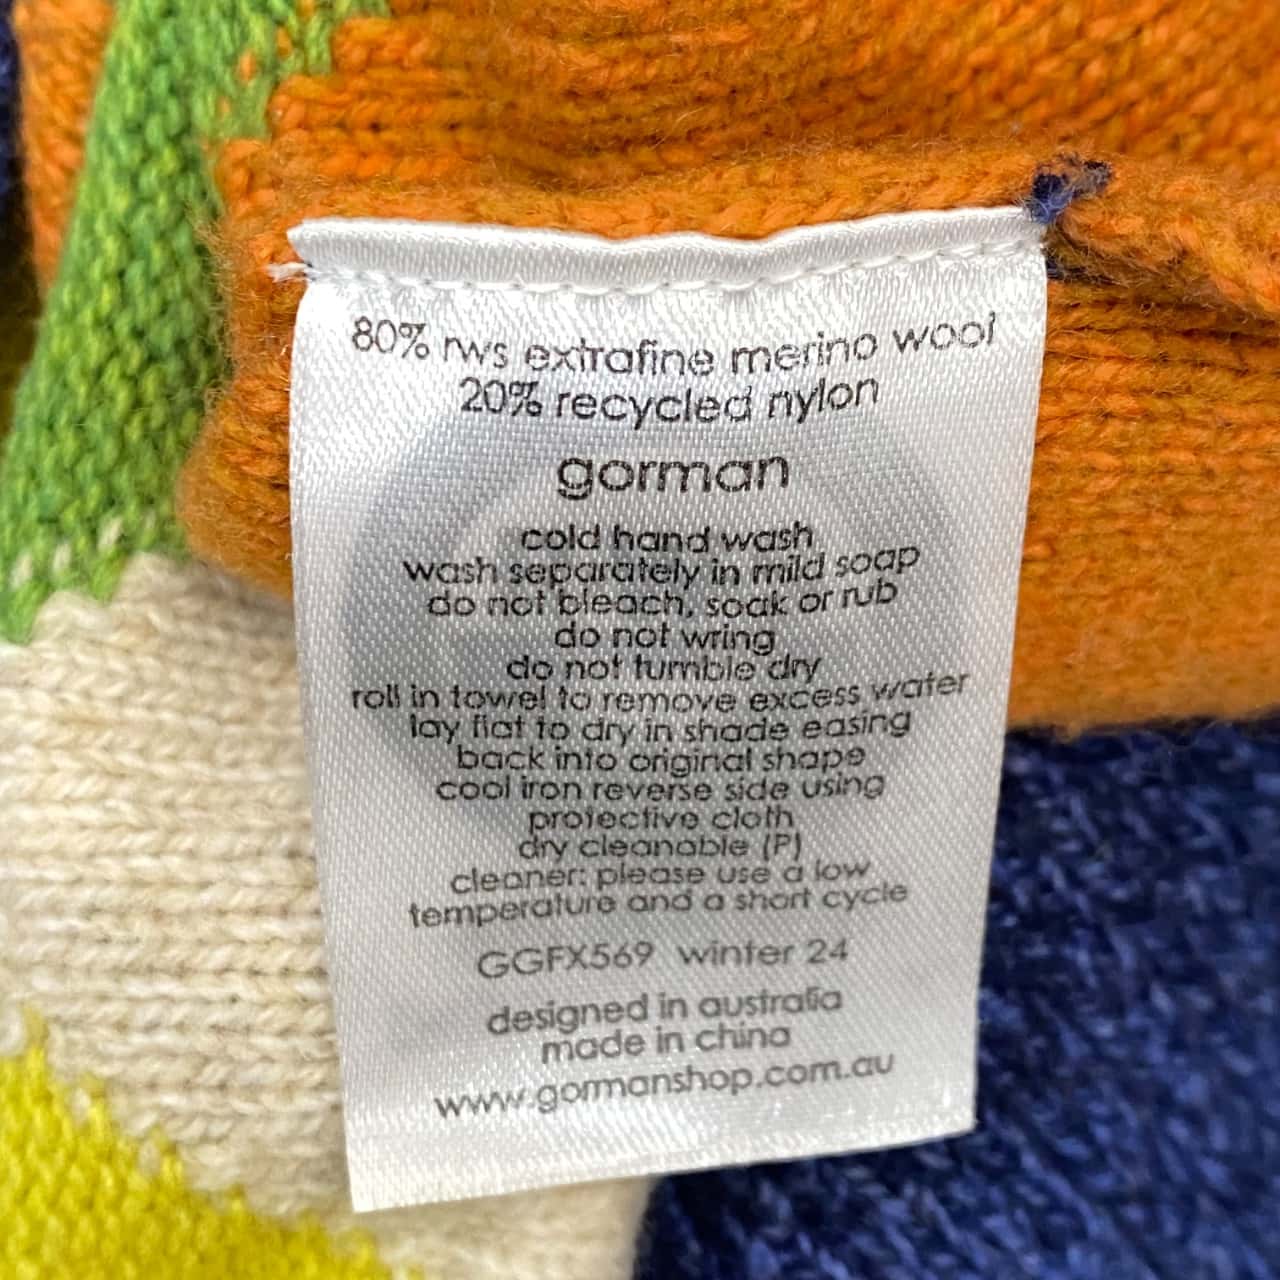 80% rws extrafine merino wool
20% recycled nylon
gorman
cold hand wash
wash separately in mild soap
do not bleach, soak or rub
do not wring
do not tumble dry
roll in towel to remove excess water
lay flat to dry in shade easing
back into original shape
cool iron reverse side using
protective cloth
dry cleanable (P)
cleaner: please use a low
temperature and a short cycle
GGFX569 winter 24
designed in australia
made in china
www.gormanshop.com.au